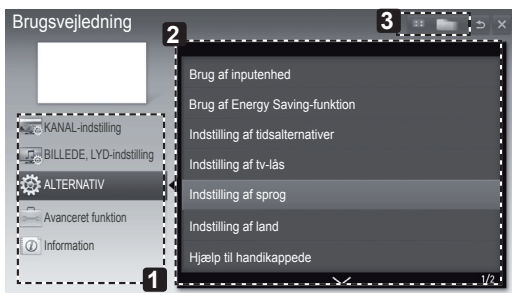 Brugsvejledning
3
2
KANAL-indstilling
BILLEDE, LYD-indstilling
ALTERNATIV
Avanceret funktion
Information
1
Brug af inputenhed
Brug af Energy Saving-funktion
Indstilling af tidsalternativer
Indstilling af tv-lås
Indstilling af sprog
Indstilling af land
Hjælp til handikappede
1/2